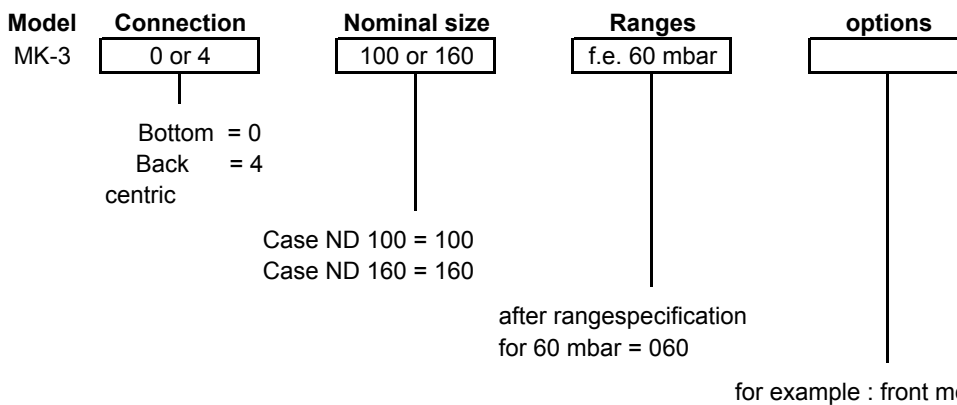 Model Connection Nominal size Ranges options
MK-3 0 or 4 100 or 160 f.e. 60 mbar
Bottom = 0
Back = 4
centric
Case ND 100 = 100
Case ND 160 = 160
after rangespecification
for 60 mbar = 060
for example : front